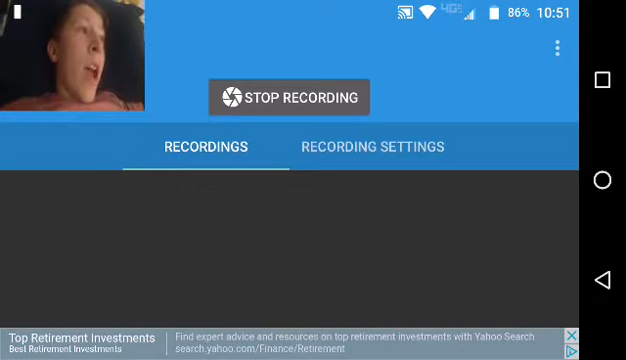 4G 86% 10:51
STOP RECORDING
RECORDINGS RECORDING SETTINGS
Top Retirement Investments
Best Retirement Investments
Find expert advice and resources on top retirement investments with Yahoo Search
search.yahoo.com/Finance/Retirement